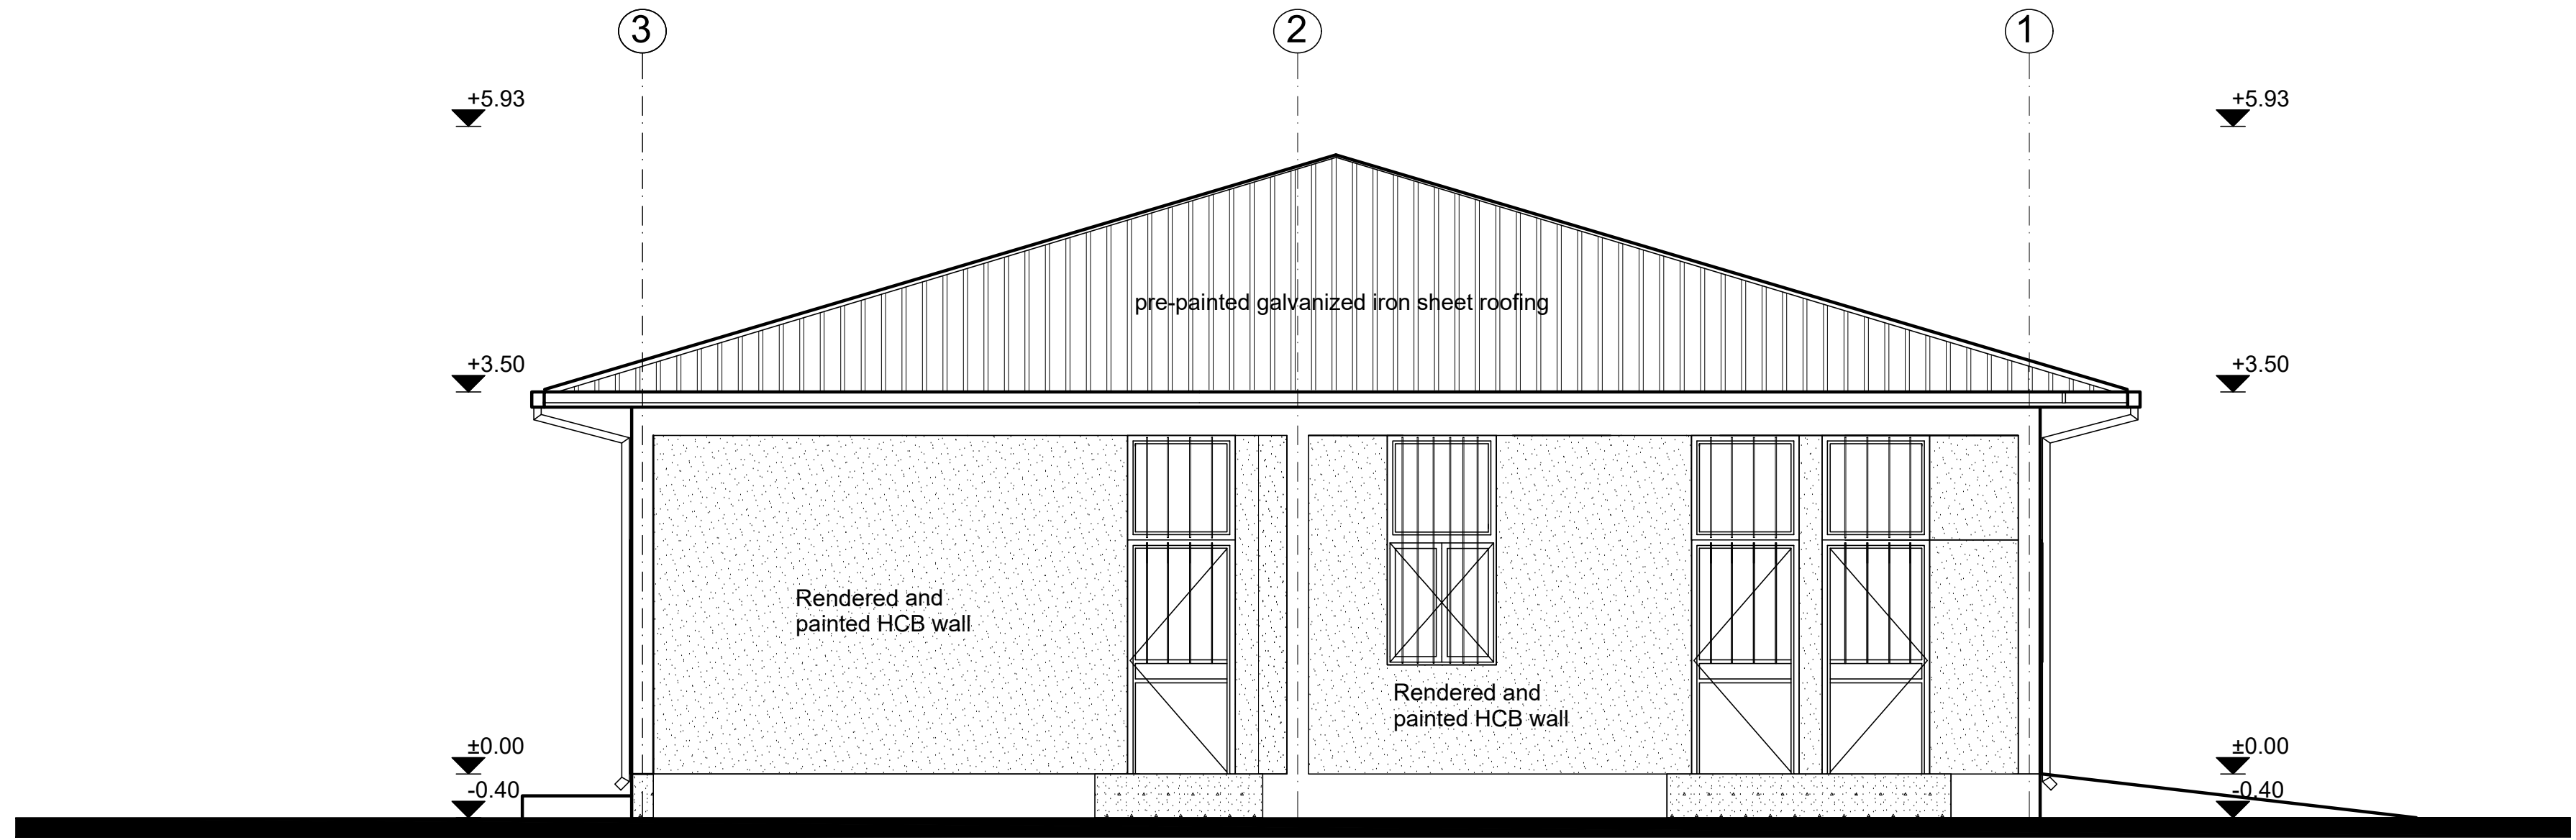 3 2 1
+5.93 +5.93
pre-painted galvanized iron sheet roofing
+3.50 +3.50
Rendered and
painted HCB wall
Rendered and
painted HCB wall
±0.00 ±0.00
-0.40 -0.40